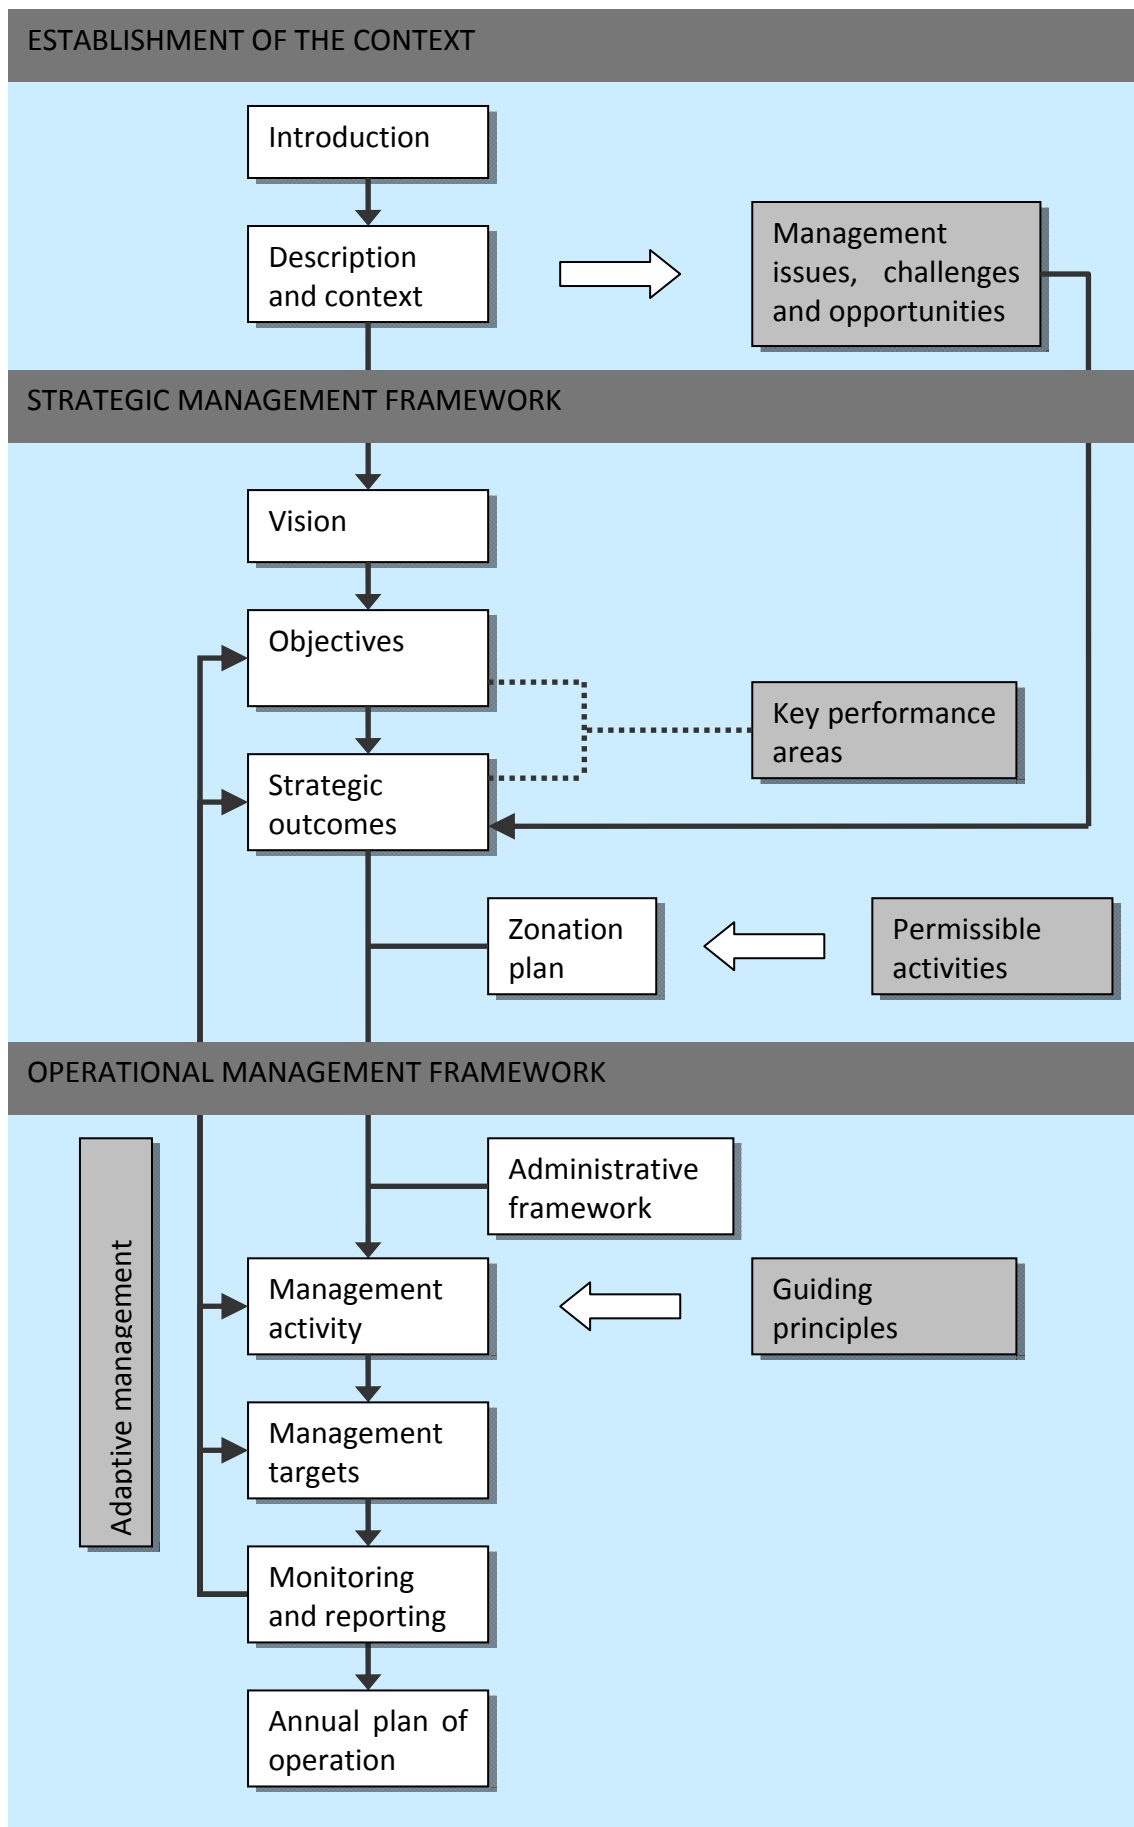 ESTABLISHMENT OF THE CONTEXT
Introduction
Description
and context
Management
issues, challenges
and opportunities
STRATEGIC MANAGEMENT FRAMEWORK
Vision
Objectives
Key performance
areas
Strategic
outcomes
Zonation
plan
Permissible
activities
OPERATIONAL MANAGEMENT FRAMEWORK
Adaptive management
Administrative
framework
Management
activity
Guiding
principles
Management
targets
Monitoring
and reporting
Annual plan of
operation